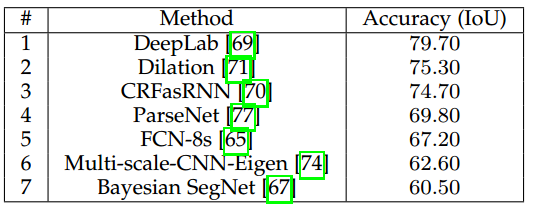 # Method Accuracy (IoU)
1 DeepLab [69] 79.70
2 Dilation [71] 75.30
3 CRFasRNN [70] 74.70
4 ParseNet [77] 69.80
5 FCN-8s [65] 67.20
6 Multi-scale-CNN-Eigen [74] 62.60
7 Bayesian SegNet [67] 60.50